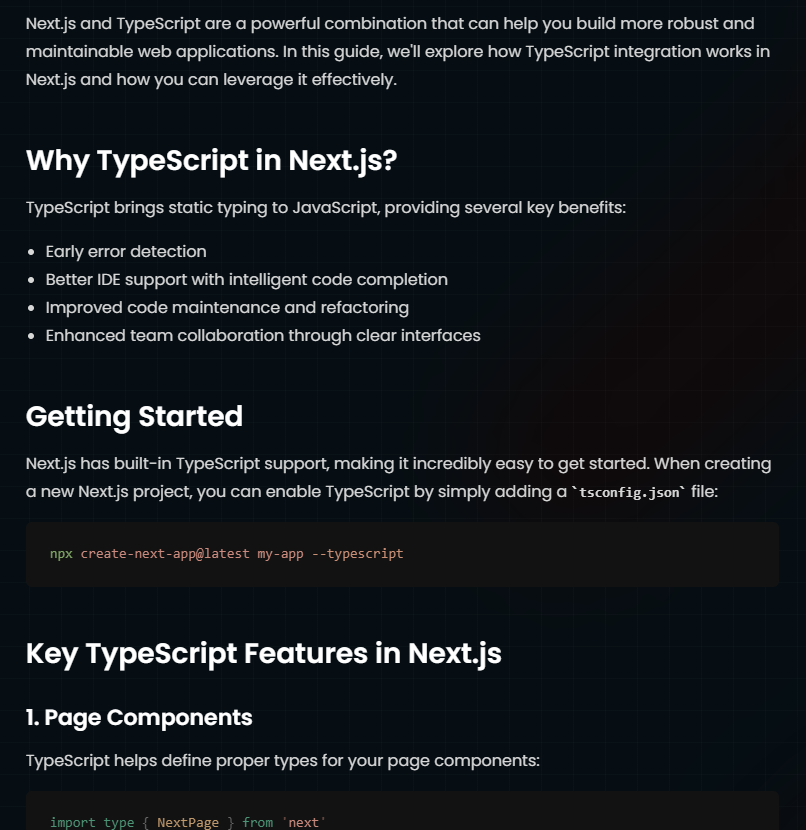 Next.js and TypeScript are a powerful combination that can help you build more robust and
maintainable web applications. In this guide, we'll explore how TypeScript integration works in
Next.js and how you can leverage it effectively.
Why TypeScript in Next.js?
TypeScript brings static typing to JavaScript, providing several key benefits:
• Early error detection
• Better IDE support with intelligent code completion
• Improved code maintenance and refactoring
• Enhanced team collaboration through clear interfaces
Getting Started
Next.js has built-in TypeScript support, making it incredibly easy to get started. When creating
a new Next.js project, you can enable TypeScript by simply adding a `tsconfig.json` file:
npx create-next-app@latest my-app --typescript
Key TypeScript Features in Next.js
1. Page Components
TypeScript helps define proper types for your page components:
import type { NextPage } from 'next'